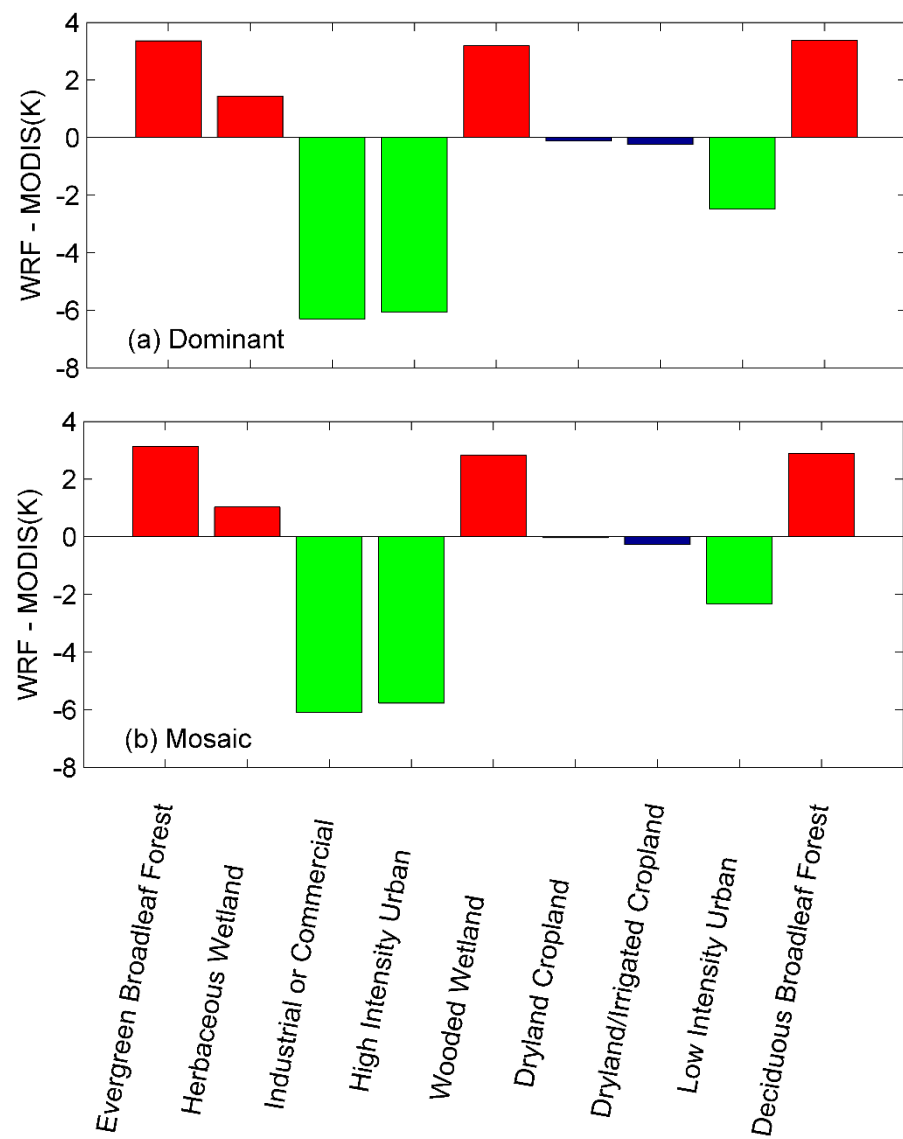 4
2
0
-2
-4
-6
-8
WRF - MODIS(K)
(a) Dominant
4
2
0
-2
-4
-6
-8
WRF - MODIS(K)
(b) Mosaic
Evergreen Broadleaf Forest
Herbaceous Wetland
Industrial or Commercial
High Intensity Urban
Wooded Wetland
Dryland Cropland
Dryland/Irrigated Cropland
Low Intensity Urban
Deciduous Broadleaf Forest